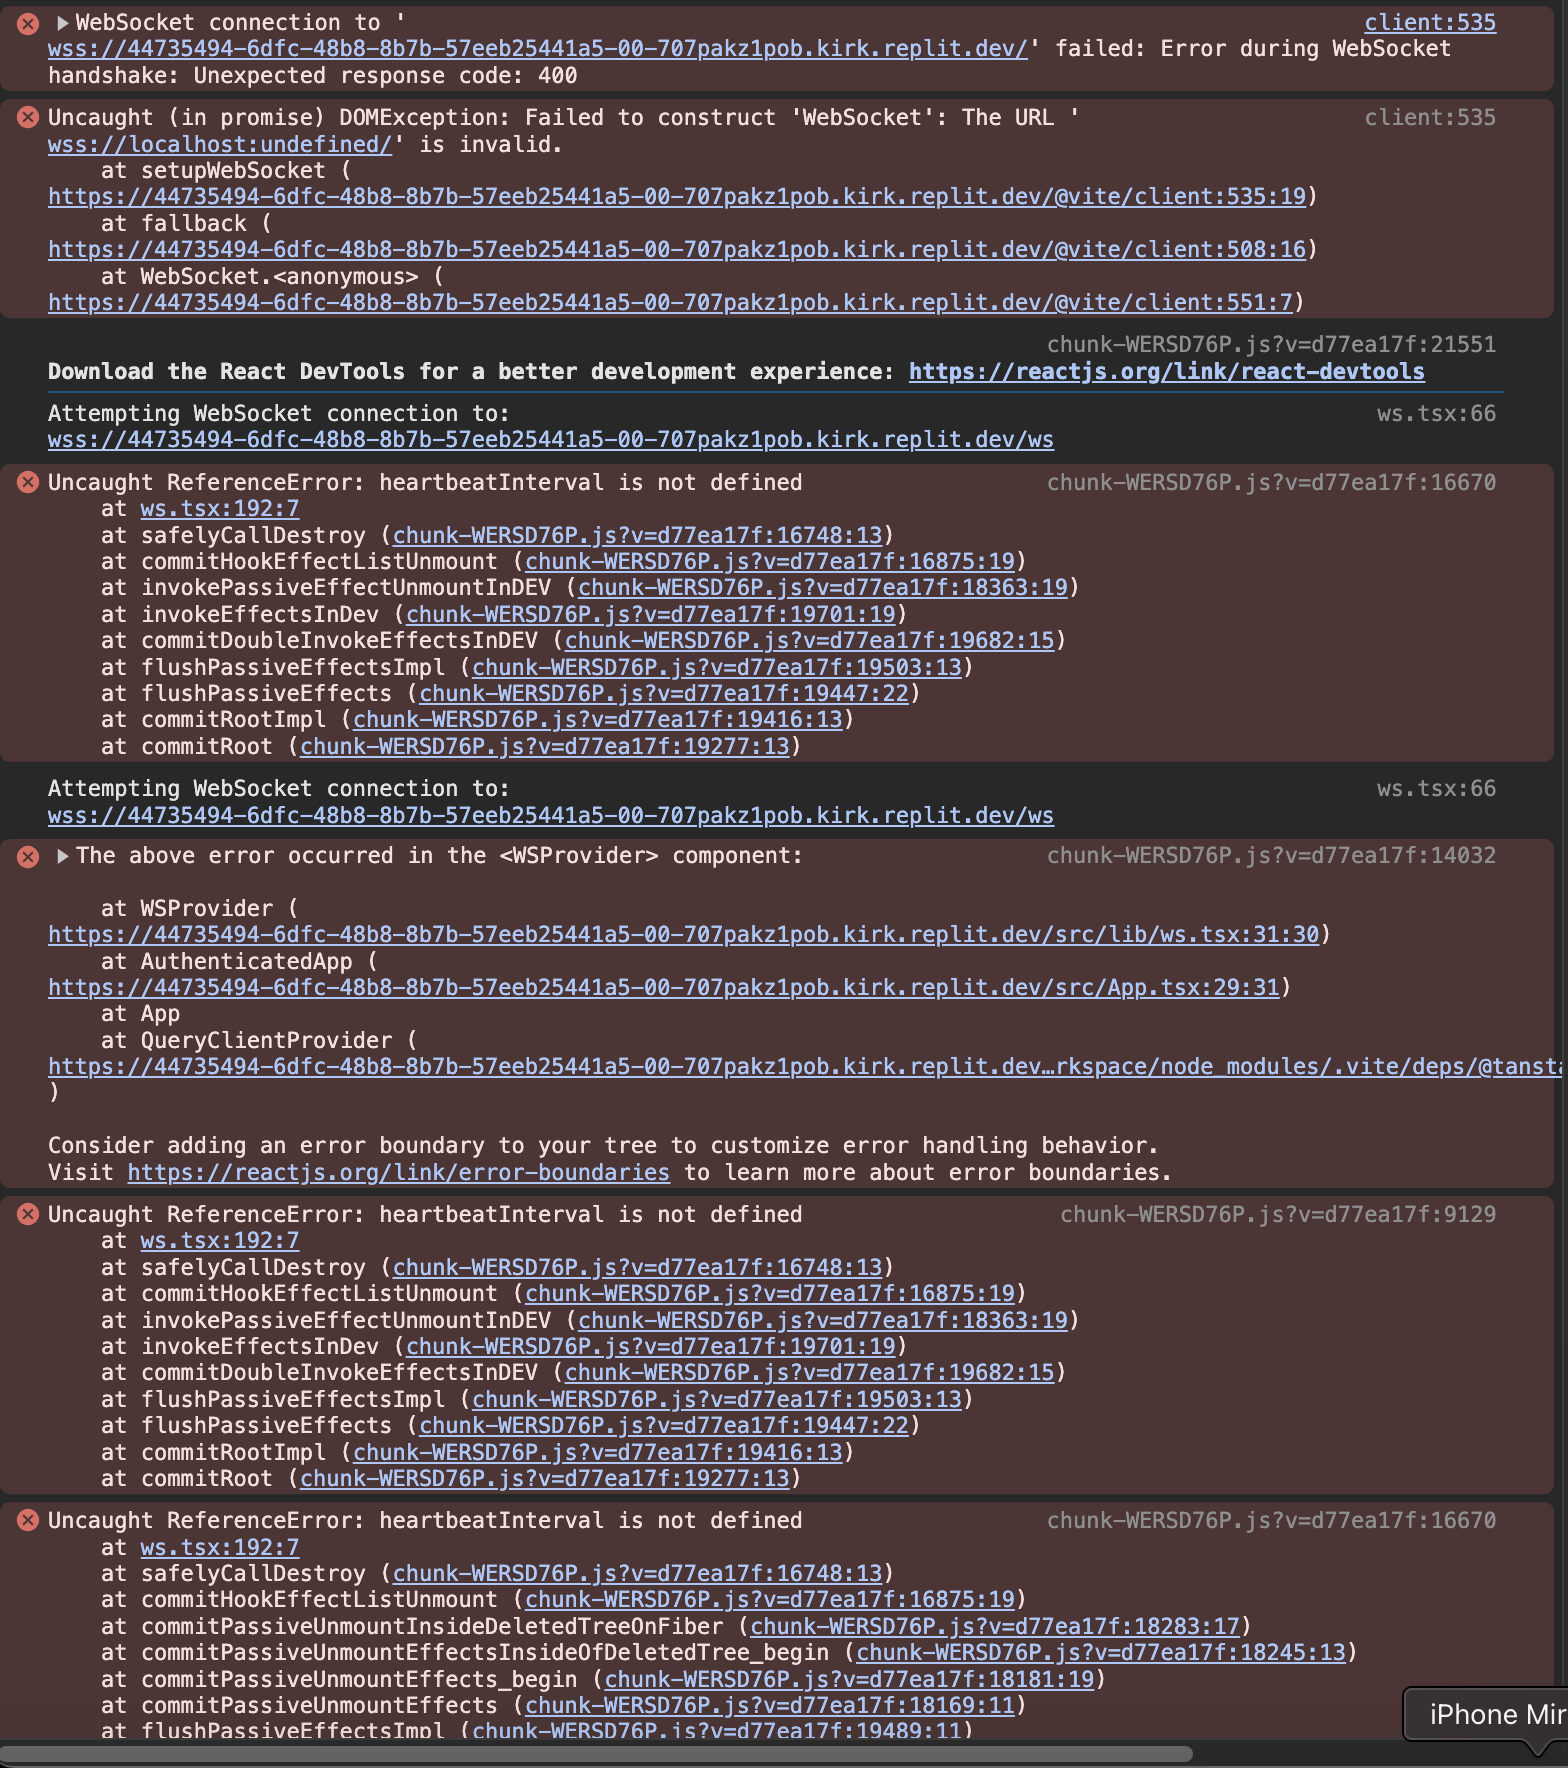 WebSocket connection to ' client:535
wss://44735494-6dfc-48b8-8b7b-57eeb25441a5-00-707pakz1pob.kirk.replit.dev/' failed: Error during WebSocket
handshake: Unexpected response code: 400
Uncaught (in promise) DOMException: Failed to construct 'WebSocket': The URL ' client:535
wss://localhost:undefined/' is invalid.
at setupWebSocket (
https://44735494-6dfc-48b8-8b7b-57eeb25441a5-00-707pakz1pob.kirk.replit.dev/@vite/client:535:19)
at fallback (
https://44735494-6dfc-48b8-8b7b-57eeb25441a5-00-707pakz1pob.kirk.replit.dev/@vite/client:508:16)
at WebSocket.<anonymous> (
https://44735494-6dfc-48b8-8b7b-57eeb25441a5-00-707pakz1pob.kirk.replit.dev/@vite/client:551:7)
chunk-WERSD76P.js?v=d77ea17f:21551
Download the React DevTools for a better development experience: https://reactjs.org/link/react-devtools
Attempting WebSocket connection to: ws.tsx:66
wss://44735494-6dfc-48b8-8b7b-57eeb25441a5-00-707pakz1pob.kirk.replit.dev/ws
Uncaught ReferenceError: heartbeatInterval is not defined chunk-WERSD76P.js?v=d77ea17f:16670
at ws.tsx:192:7
at safelyCallDestroy (chunk-WERSD76P.js?v=d77ea17f:16748:13)
at commitHookEffectListUnmount (chunk-WERSD76P.js?v=d77ea17f:16875:19)
at invokePassiveEffectUnmountInDEV (chunk-WERSD76P.js?v=d77ea17f:18363:19)
at invokeEffectsInDev (chunk-WERSD76P.js?v=d77ea17f:19701:19)
at commitDoubleInvokeEffectsInDEV (chunk-WERSD76P.js?v=d77ea17f:19682:15)
at flushPassiveEffectsImpl (chunk-WERSD76P.js?v=d77ea17f:19503:13)
at flushPassiveEffects (chunk-WERSD76P.js?v=d77ea17f:19447:22)
at commitRootImpl (chunk-WERSD76P.js?v=d77ea17f:19416:13)
at commitRoot (chunk-WERSD76P.js?v=d77ea17f:19277:13)
Attempting WebSocket connection to: ws.tsx:66
wss://44735494-6dfc-48b8-8b7b-57eeb25441a5-00-707pakz1pob.kirk.replit.dev/ws
The above error occurred in the <WSProvider> component: chunk-WERSD76P.js?v=d77ea17f:14032
at WSProvider (
https://44735494-6dfc-48b8-8b7b-57eeb25441a5-00-707pakz1pob.kirk.replit.dev/src/lib/ws.tsx:31:30)
at AuthenticatedApp (
https://44735494-6dfc-48b8-8b7b-57eeb25441a5-00-707pakz1pob.kirk.replit.dev/src/App.tsx:29:31)
at App
at QueryClientProvider (
https://44735494-6dfc-48b8-8b7b-57eeb25441a5-00-707pakz1pob.kirk.replit.dev…rkspace/node_modules/.vite/deps/@tansta
)
Consider adding an error boundary to your tree to customize error handling behavior.
Visit https://reactjs.org/link/error-boundaries to learn more about error boundaries.
Uncaught ReferenceError: heartbeatInterval is not defined chunk-WERSD76P.js?v=d77ea17f:9129
at ws.tsx:192:7
at safelyCallDestroy (chunk-WERSD76P.js?v=d77ea17f:16748:13)
at commitHookEffectListUnmount (chunk-WERSD76P.js?v=d77ea17f:16875:19)
at invokePassiveEffectUnmountInDEV (chunk-WERSD76P.js?v=d77ea17f:18363:19)
at invokeEffectsInDev (chunk-WERSD76P.js?v=d77ea17f:19701:19)
at commitDoubleInvokeEffectsInDEV (chunk-WERSD76P.js?v=d77ea17f:19682:15)
at flushPassiveEffectsImpl (chunk-WERSD76P.js?v=d77ea17f:19503:13)
at flushPassiveEffects (chunk-WERSD76P.js?v=d77ea17f:19447:22)
at commitRootImpl (chunk-WERSD76P.js?v=d77ea17f:19416:13)
at commitRoot (chunk-WERSD76P.js?v=d77ea17f:19277:13)
Uncaught ReferenceError: heartbeatInterval is not defined chunk-WERSD76P.js?v=d77ea17f:16670
at ws.tsx:192:7
at safelyCallDestroy (chunk-WERSD76P.js?v=d77ea17f:16748:13)
at commitHookEffectListUnmount (chunk-WERSD76P.js?v=d77ea17f:16875:19)
at commitPassiveUnmountInsideDeletedTreeOnFiber (chunk-WERSD76P.js?v=d77ea17f:18283:17)
at commitPassiveUnmountEffectsInsideOfDeletedTree_begin (chunk-WERSD76P.js?v=d77ea17f:18245:13)
at commitPassiveUnmountEffects_begin (chunk-WERSD76P.js?v=d77ea17f:18181:19)
at commitPassiveUnmountEffects (chunk-WERSD76P.js?v=d77ea17f:18169:11)
at flushPassiveEffectsImpl (chunk-WERSD76P.js?v=d77ea17f:19489:11)
iPhone Mir